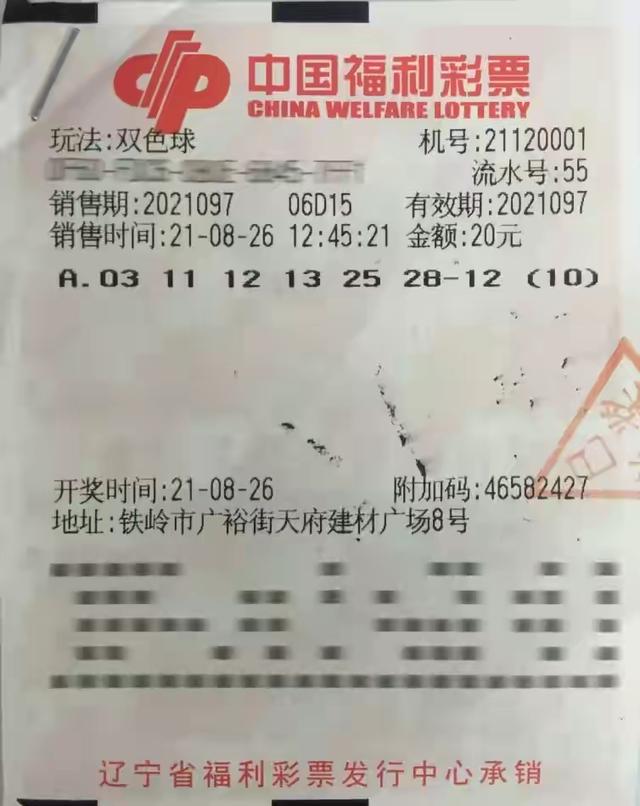 中国福利彩票
CHINA WELFARE LOTTERY
玩法:双色球 机号:21120001
流水号:55
销售期:2021097 06D15 有效期:2021097
销售时间:21-08-26 12:45:21 金额:20元
A.03 11 12 13 25 28-12 (10)
开奖时间:21-08-26 附加码:46582427
地址:铁岭市广裕街天府建材广场8号
辽宁省福利彩票发行中心承销